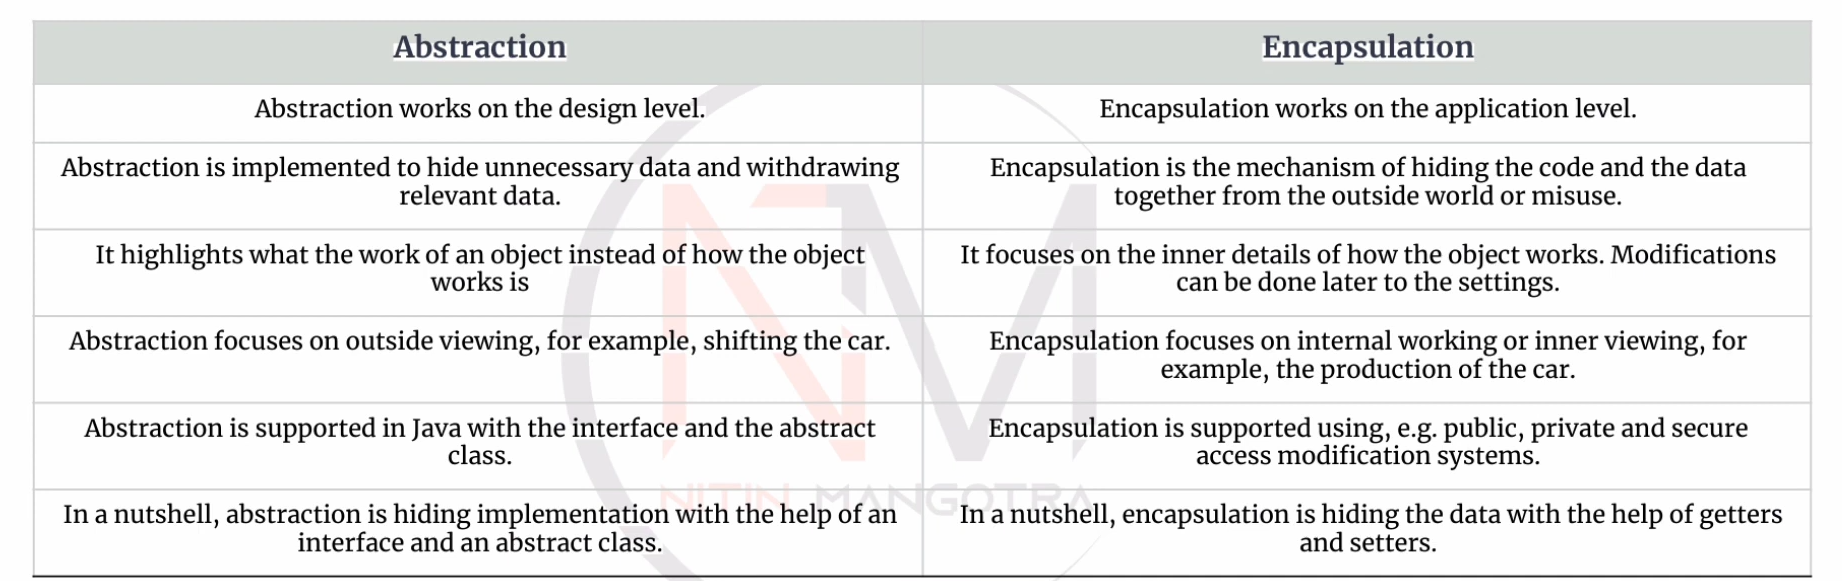 Abstraction
Encapsulation
Abstraction works on the design level.
Encapsulation works on the application level.
Abstraction is implemented to hide unnecessary data and withdrawing
relevant data.
Encapsulation is the mechanism of hiding the code and the data
together from the outside world or misuse.
It highlights what the work of an object instead of how the object
works is
It focuses on the inner details of how the object works. Modifications
can be done later to the settings.
Abstraction focuses on outside viewing, for example, shifting the car.
Encapsulation focuses on internal working or inner viewing, for
example, the production of the car.
Abstraction is supported in Java with the interface and the abstract
class.
Encapsulation is supported using, e.g. public, private and secure
access modification systems.
In a nutshell, abstraction is hiding implementation with the help of an
interface and an abstract class.
In a nutshell, encapsulation is hiding the data with the help of getters
and setters.
NM
NITIN MANGOTRA